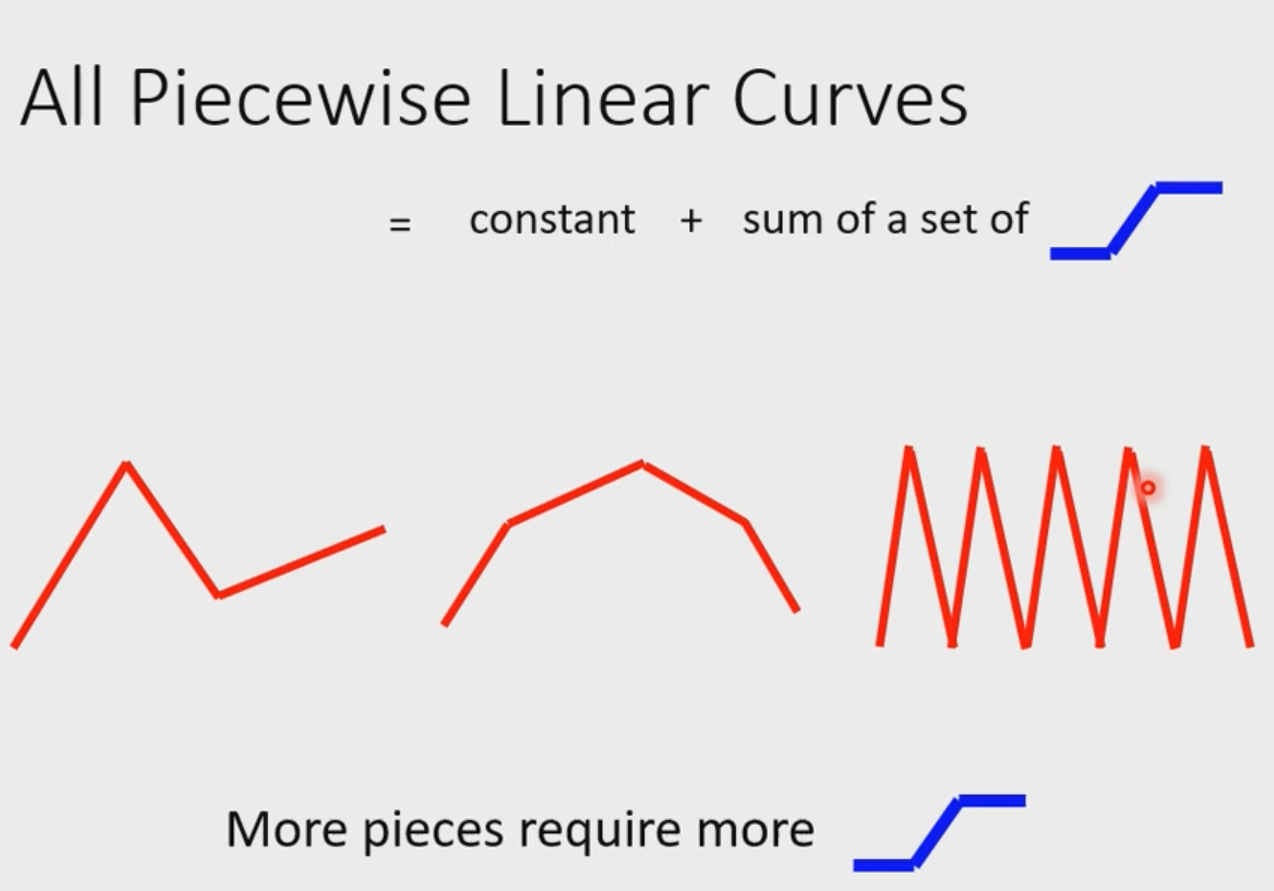 All Piecewise Linear Curves
= constant + sum of a set of
More pieces require more